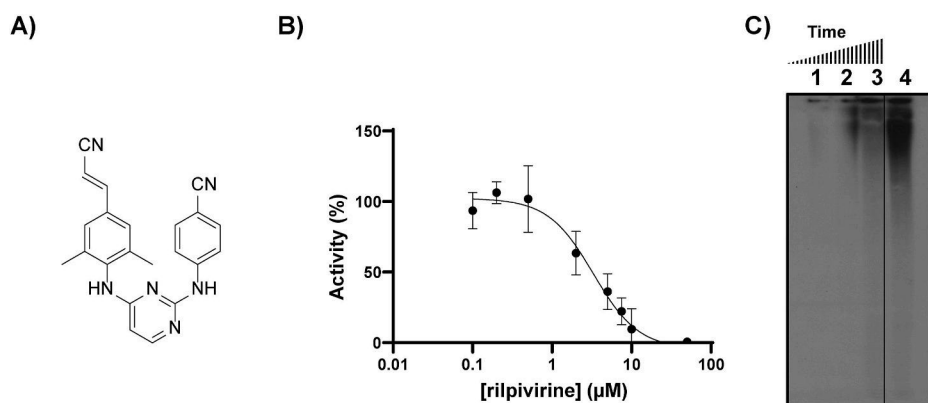 A)
B)
C)
Time
1 2 3 4
CN
CN
HN
N
NH
N
150
100
50
0
Activity (%)
0.01 0.1 1 10 100
[rilpivirine] (μM)